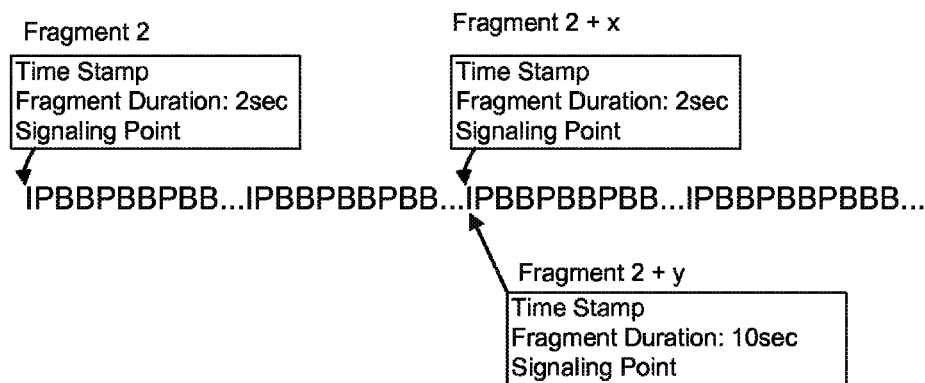 Fragment 2
Time Stamp
Fragment Duration: 2sec
Signaling Point
Fragment 2 + x
Time Stamp
Fragment Duration: 2sec
Signaling Point
IPBBPBBPBB...IPBBPBBPBB...IPBBPBBPBB...IPBBPBBPBBB...
Fragment 2 + y
Time Stamp
Fragment Duration: 10sec
Signaling Point